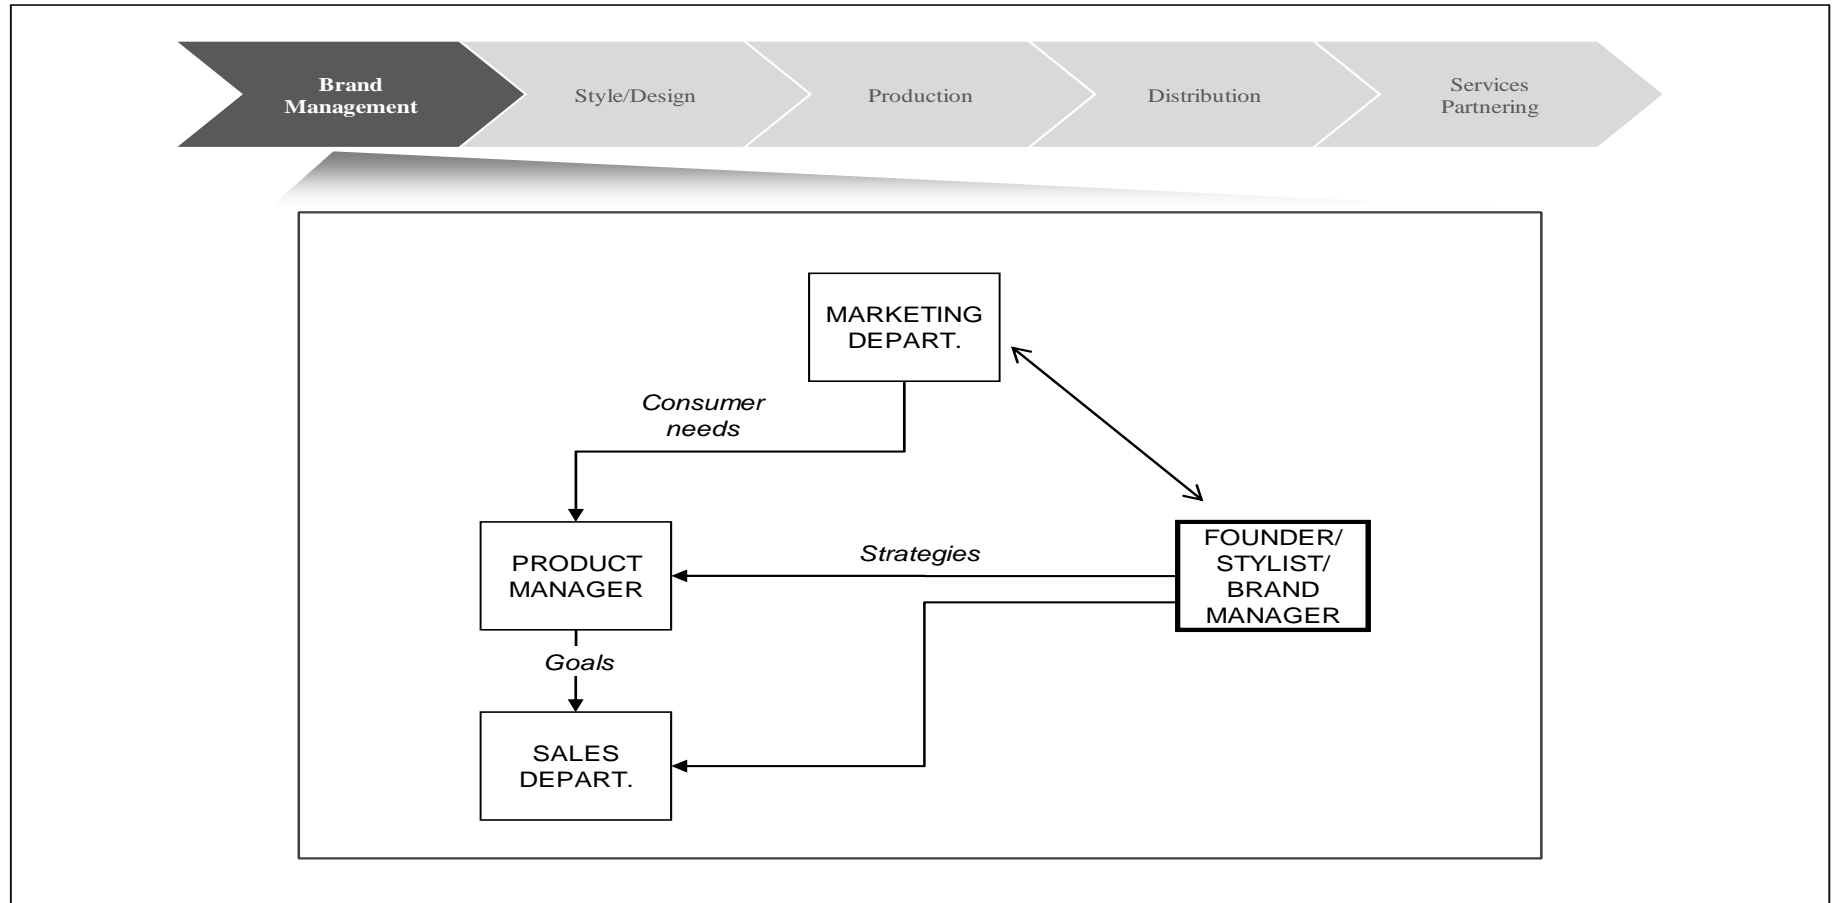 Brand
Management
Style/Design
Production
Distribution
Services
Partnering
MARKETING
DEPART.
Consumer
needs
PRODUCT
MANAGER
Strategies
FOUNDER/
STYLIST/
BRAND
MANAGER
Goals
SALES
DEPART.